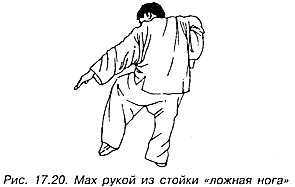 Рис. 17.20. Мах рукой из стойки «ложная нога»